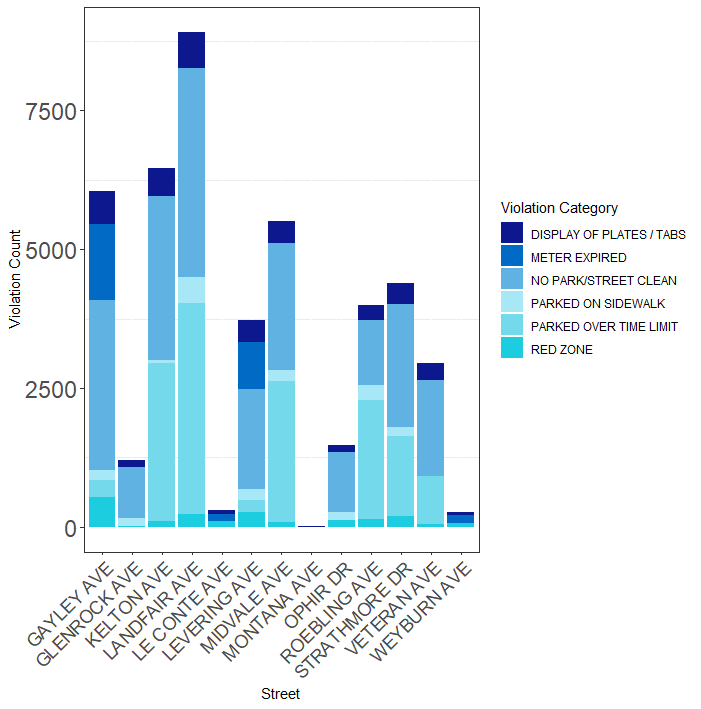 7500
5000
2500
0
Violation Count
GAYLEY AVE
GLENROCK AVE
KELTON AVE
LANDFAIR AVE
LE CONTE AVE
LEVERING AVE
MIDVALE AVE
MONTANA AVE
OPHIR DR
ROEBLING AVE
STRATHMORE DR
VETERAN AVE
WEYBURN AVE
Street
Violation Category
DISPLAY OF PLATES / TABS
METER EXPIRED
NO PARK/STREET CLEAN
PARKED ON SIDEWALK
PARKED OVER TIME LIMIT
RED ZONE